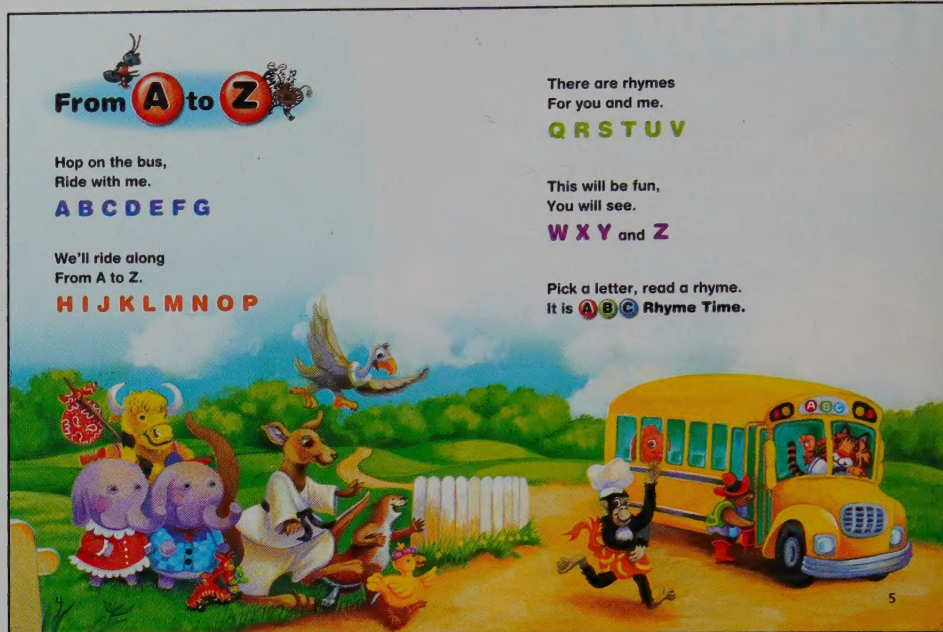 From A to Z
Hop on the bus,
Ride with me.
A B C D E F G
We'll ride along
From A to Z.
H I J K L M N O P
There are rhymes
For you and me.
Q R S T U V
This will be fun,
You will see.
W X Y and Z
Pick a letter, read a rhyme.
It is A B C Rhyme Time.
A B C
4
5